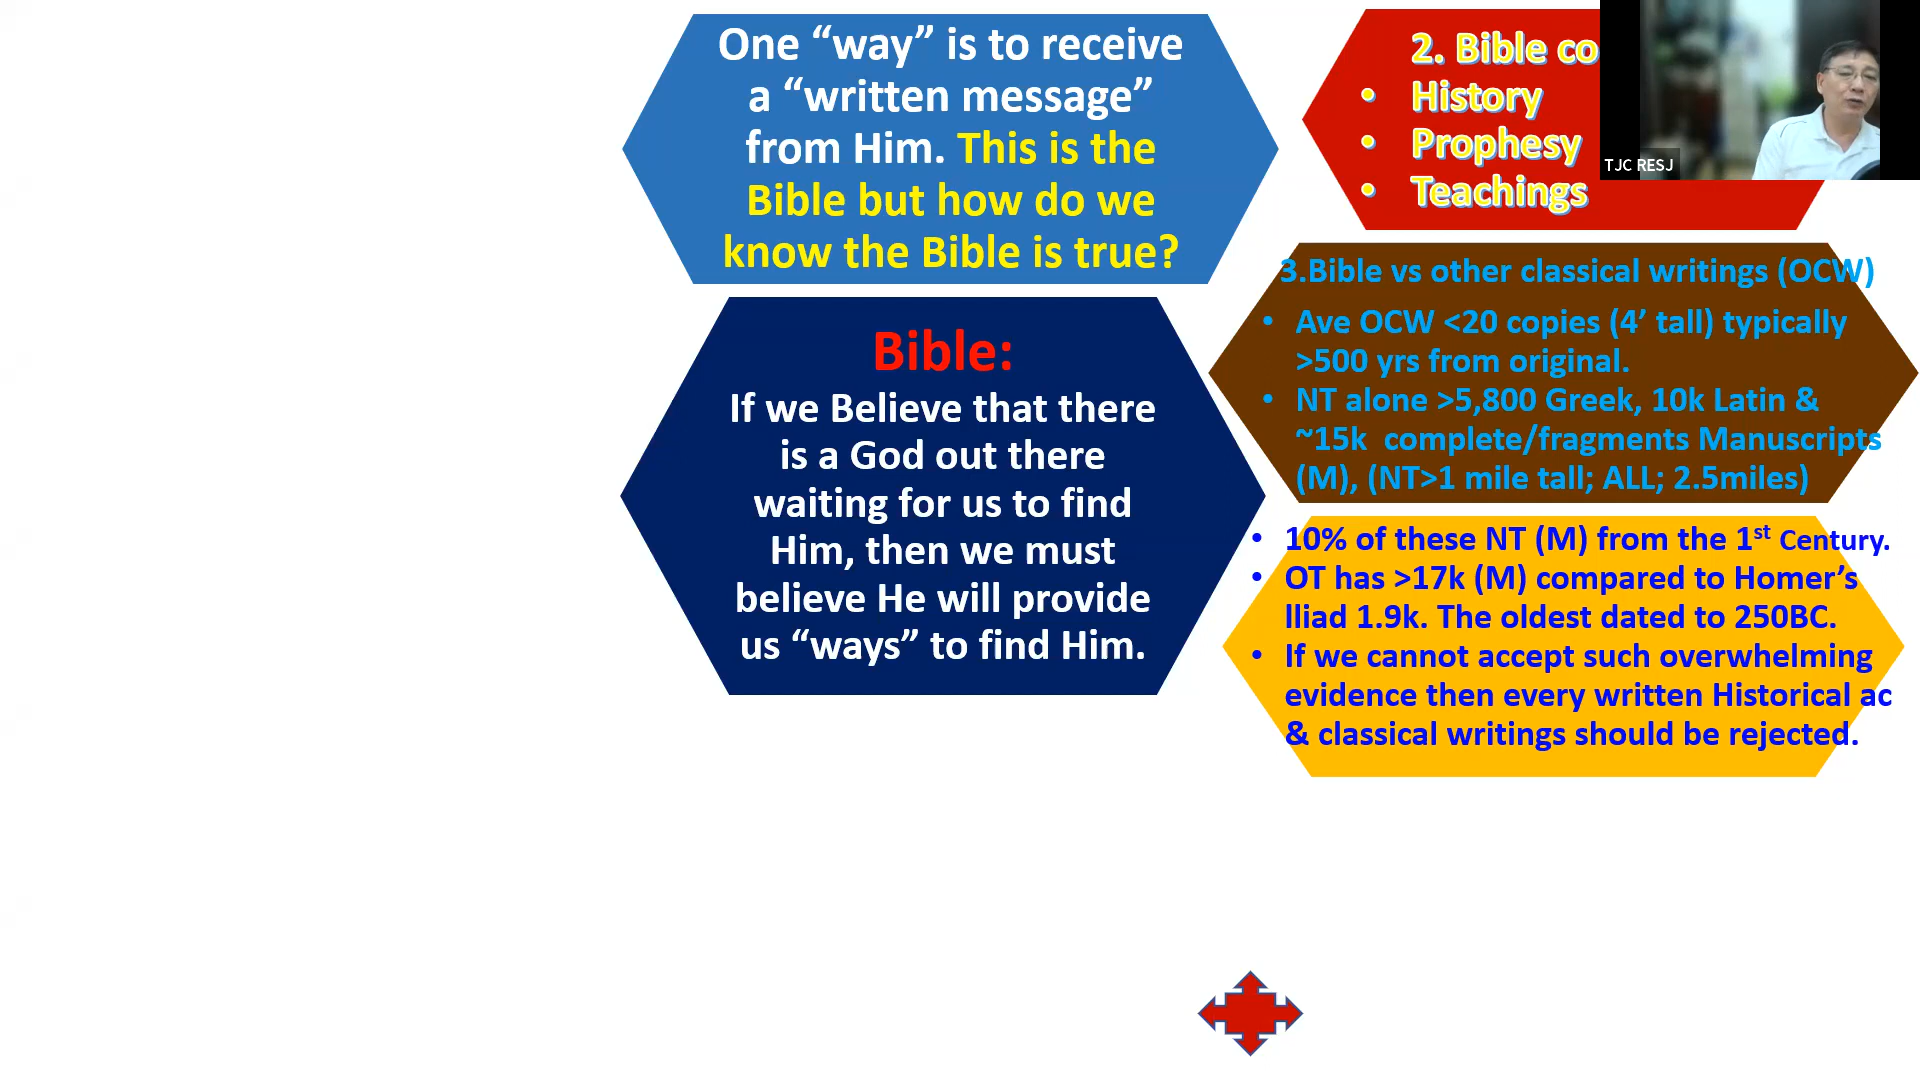 One “way” is to receive
a “written message”
from Him. This is the
Bible but how do we
know the Bible is true?
Bible:
If we Believe that there
is a God out there
waiting for us to find
Him, then we must
believe He will provide
us “ways” to find Him.
2. Bible co
• History
• Prophesy
• Teachings
TJC RESJ
3.Bible vs other classical writings (OCW)
• Ave OCW <20 copies (4’ tall) typically
>500 yrs from original.
• NT alone >5,800 Greek, 10k Latin &
~15k complete/fragments Manuscripts
(M), (NT>1 mile tall; ALL; 2.5miles)
• 10% of these NT (M) from the 1st Century.
• OT has >17k (M) compared to Homer’s
lliad 1.9k. The oldest dated to 250BC.
• If we cannot accept such overwhelming
evidence then every written Historical ac
& classical writings should be rejected.